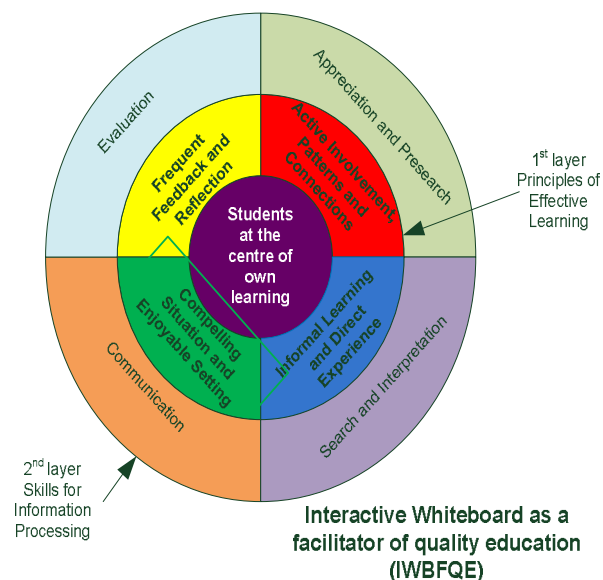 Evaluation
Appreciation and Presearch
Frequent
Feedback and
Reflection
Active Involvement,
Patterns and
Connections
1st layer
Principles of
Effective
Learning
Students
at the
centre of
own
learning
Compelling
Situation and
Enjoyable Setting
Informal Learning
and Direct
Experience
Communication
Search and Interpretation
2nd layer
Skills for
Information
Processing
Interactive Whiteboard as a
facilitator of quality education
(IWBFQE)